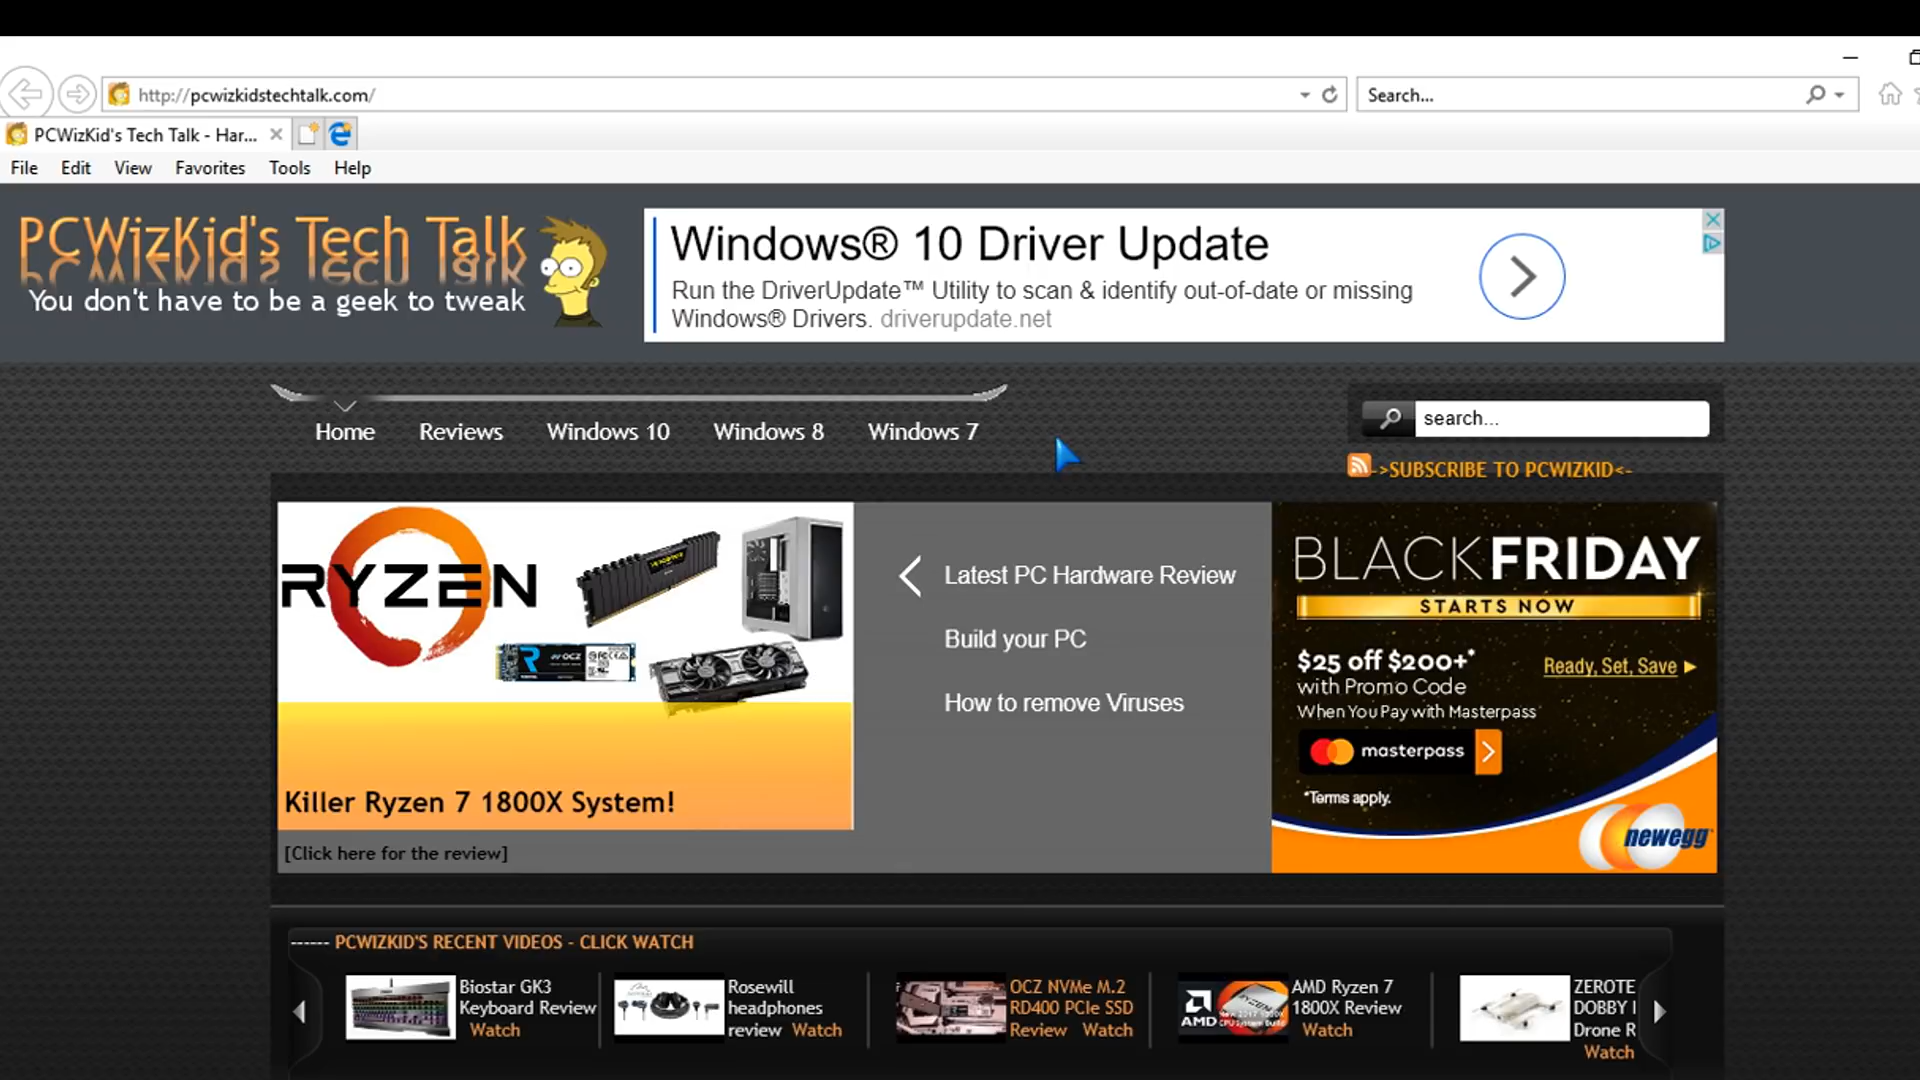 http://pcwizkidstechtalk.com/
Search...
PCWizKid's Tech Talk - Har...
File Edit View Favorites Tools Help
PCWizKid's Tech Talk
You don't have to be a geek to tweak
Windows® 10 Driver Update
Run the DriverUpdate™ Utility to scan & identify out-of-date or missing
Windows® Drivers. driverupdate.net
Home Reviews Windows 10 Windows 8 Windows 7
search...
->SUBSCRIBE TO PCWIZKID<-
RYZEN
OCZ
Killer Ryzen 7 1800X System!
[Click here for the review]
Latest PC Hardware Review
Build your PC
How to remove Viruses
BLACKFRIDAY
STARTS NOW
$25 off $200+*
with Promo Code
When You Pay with Masterpass
Ready, Set, Save
masterpass
*Terms apply.
newegg
------ PCWIZKID'S RECENT VIDEOS - CLICK WATCH
Biostar GK3
Keyboard Review
Watch
Rosewill
headphones
review Watch
OCZ NVMe M.2
RD400 PCIe SSD
Review Watch
AMD
RYZEN
AMD Ryzen 7
1800X Review
Watch
ZEROTE
DOBBY I
Drone R
Watch